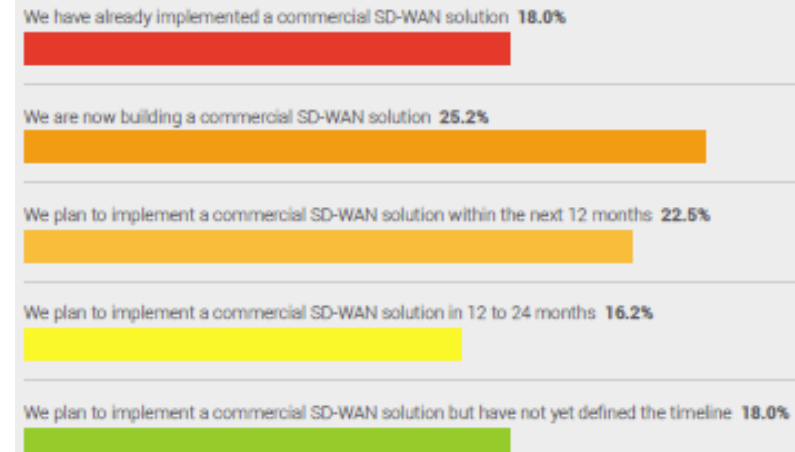 We have already implemented a commercial SD-WAN solution 18.0%
We are now building a commercial SD-WAN solution 25.2%
We plan to implement a commercial SD-WAN solution within the next 12 months 22.5%
We plan to implement a commercial SD-WAN solution in 12 to 24 months 16.2%
We plan to implement a commercial SD-WAN solution but have not yet defined the timeline 18.0%